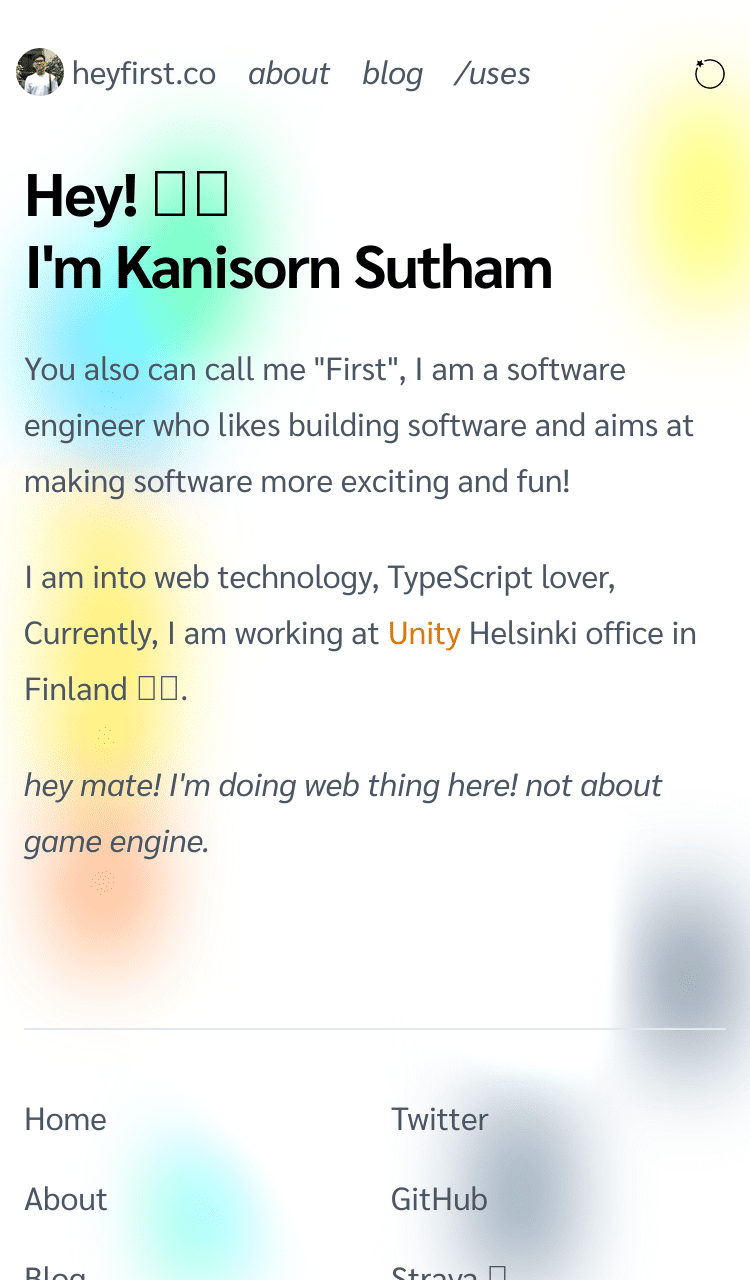 heyfirst.co about blog /uses
Hey!
I'm Kanisorn Sutham
You also can call me "First", I am a software
engineer who likes building software and aims at
making software more exciting and fun!
I am into web technology, TypeScript lover,
Currently, I am working at Unity Helsinki office in
Finland .
hey mate! I'm doing web thing here! not about
game engine.
Home
Twitter
About
GitHub
Blog
Strava